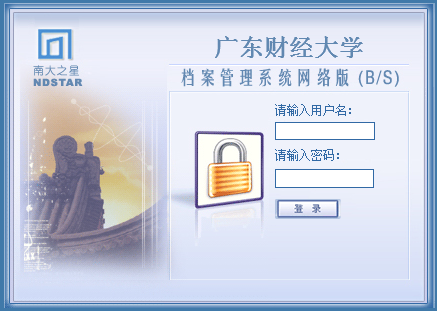 南大之星
NDSTAR
广东财经大学
档案管理系统网络版 (B/S)
请输入用户名：
请输入密码：
登 录